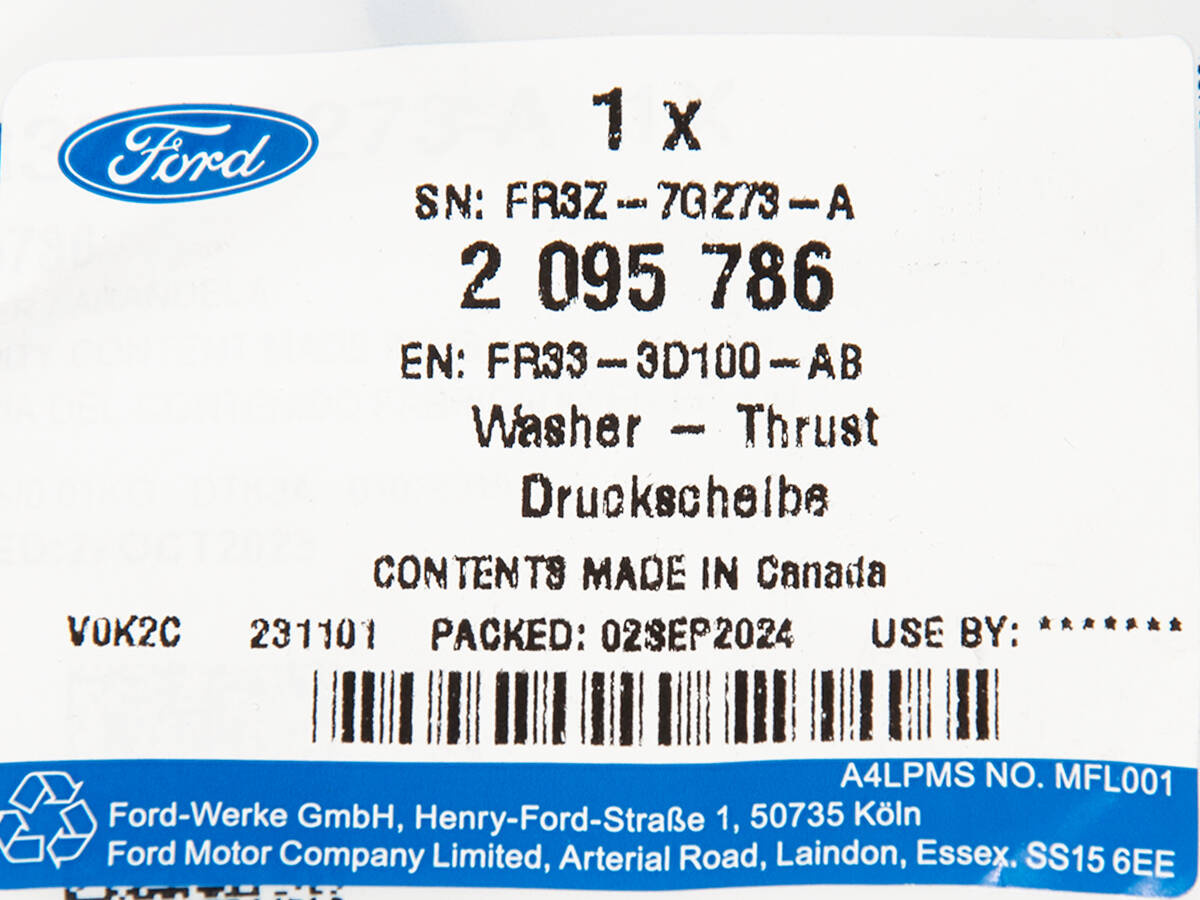 Ford
1 x
SN: FR3Z-7G273-A
2 095 786
EN: FR33-3D100-AB
Washer - Thrust
Druckscheibe
CONTENTS MADE IN Canada
V0K2C 231101 PACKED: 02SEP2024 USE BY: *******
A4LPMS NO. MFL001
Ford-Werke GmbH, Henry-Ford-Straße 1, 50735 Köln
Ford Motor Company Limited, Arterial Road, Laindon, Essex. SS15 6EE